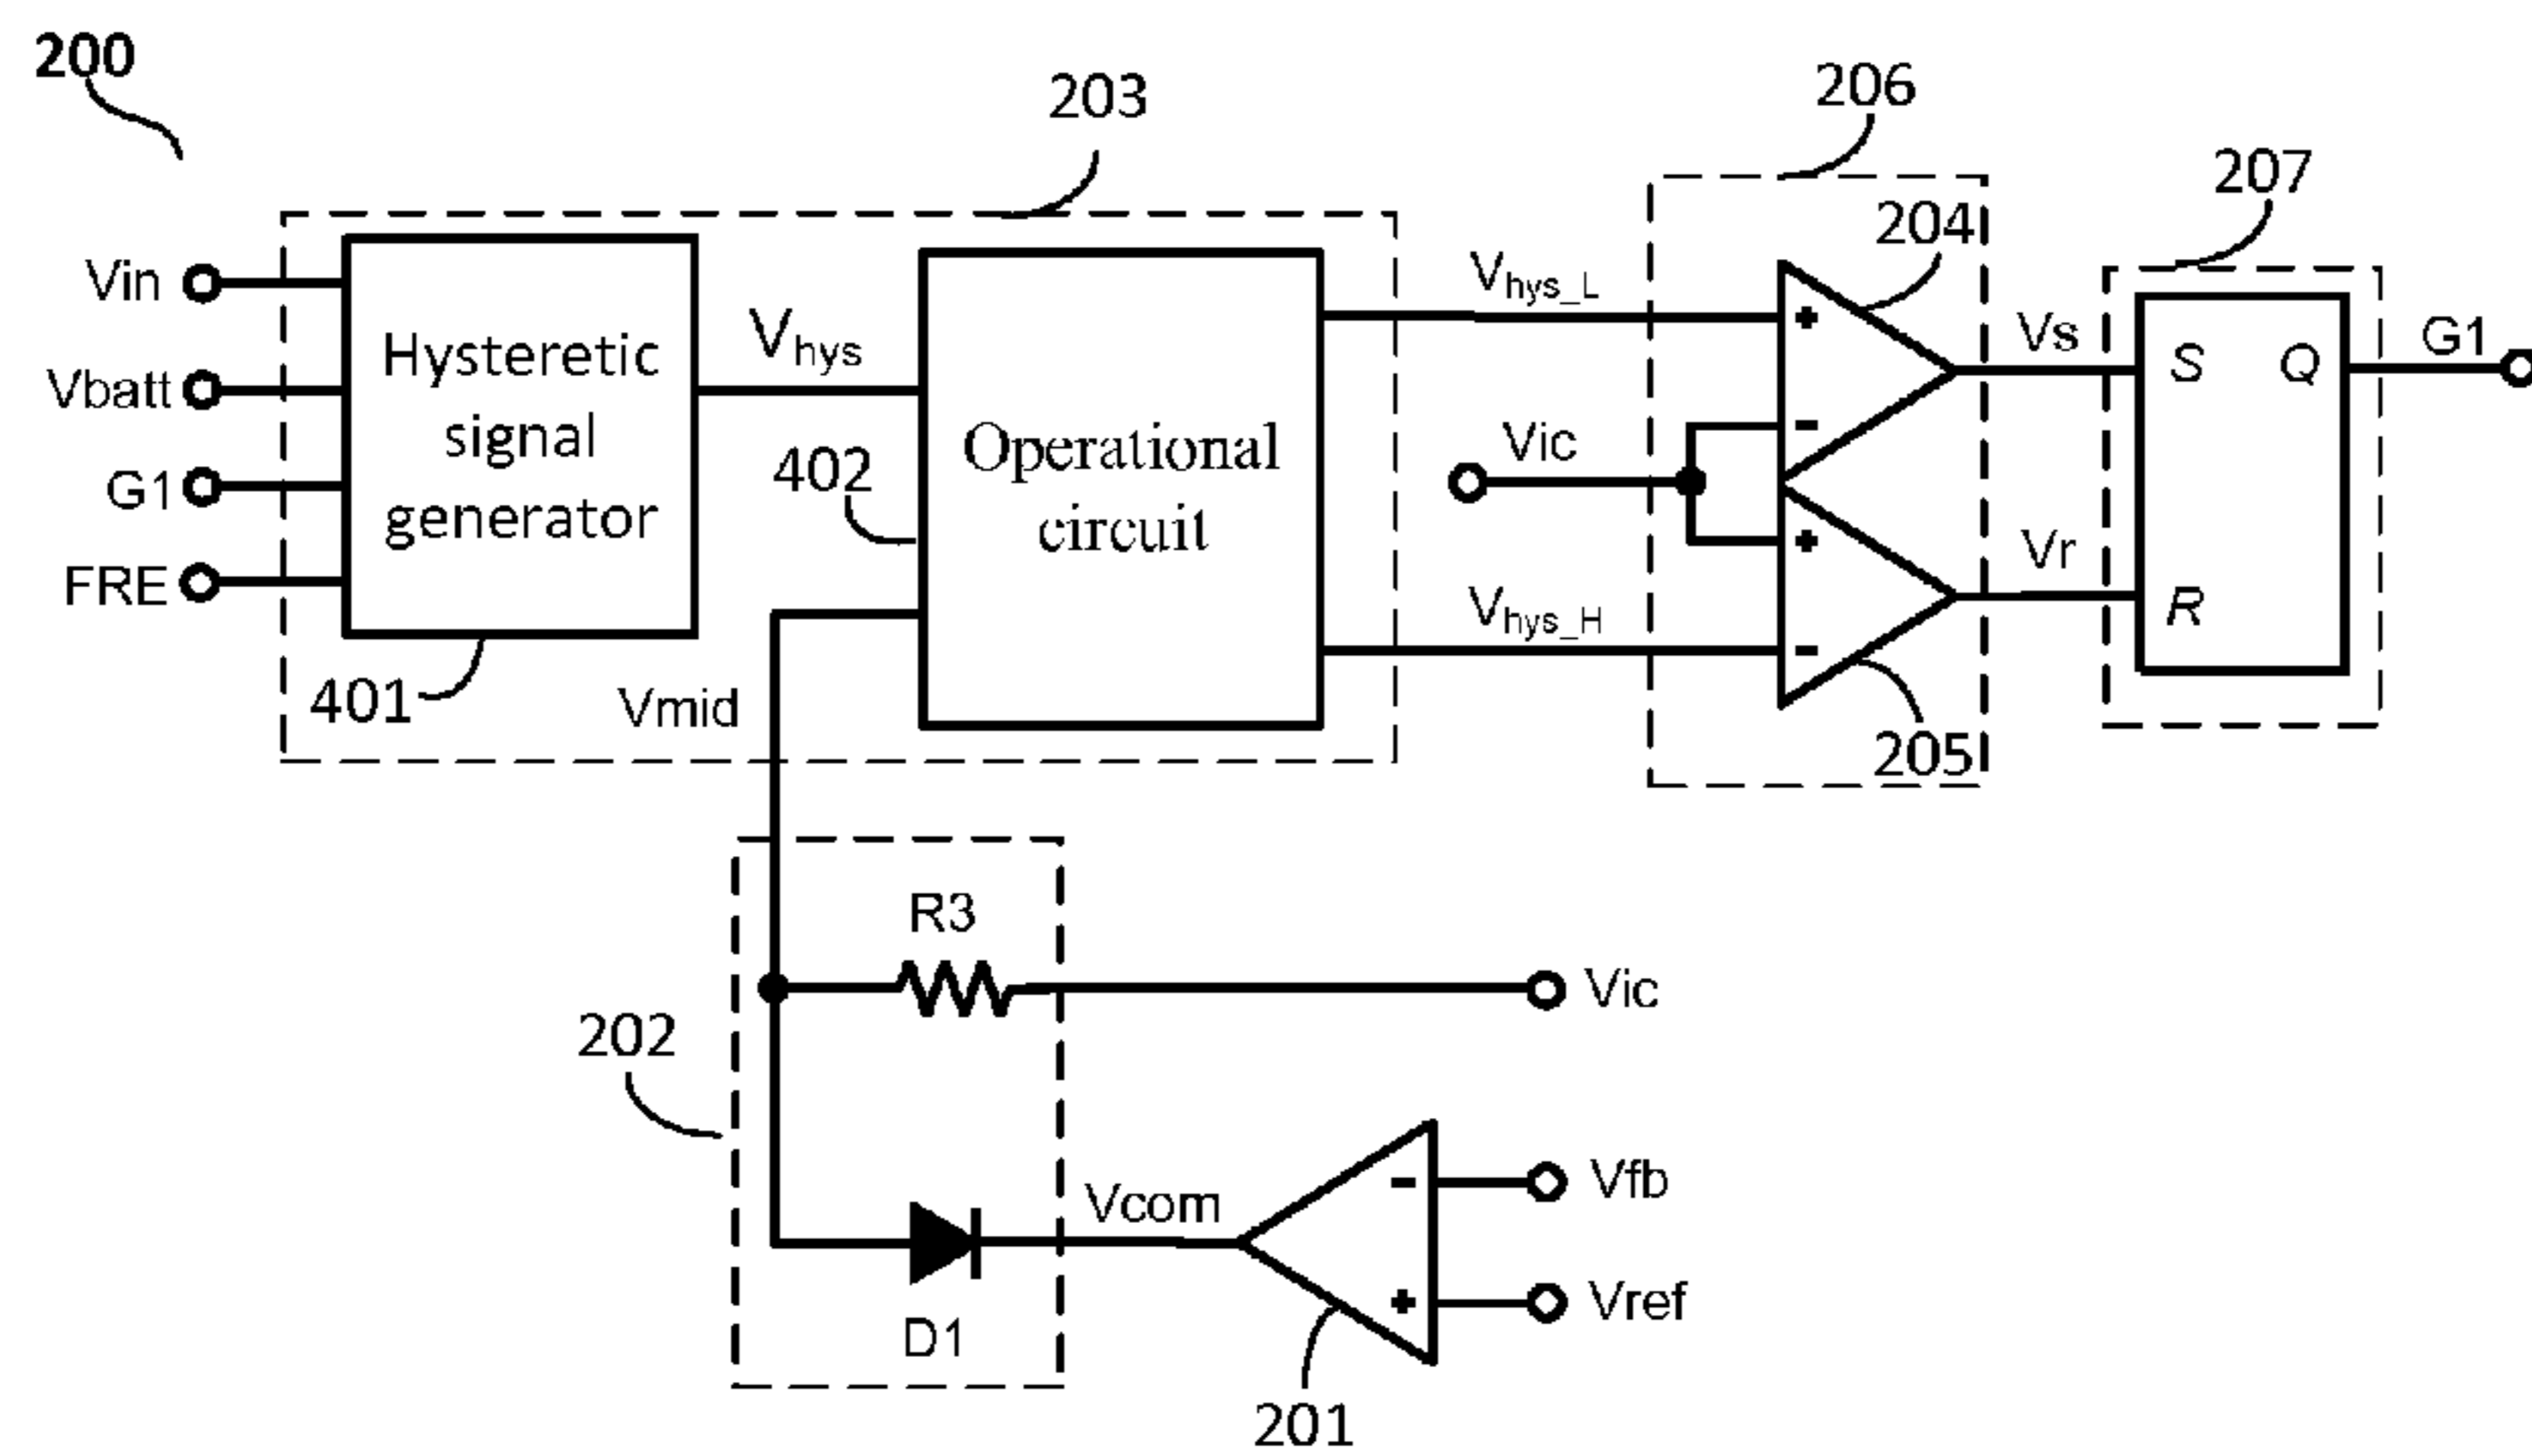 200
203
206
207
204
Vin
Vbatt
G1
FRE
Hysteretic
signal
generator
401
Vhys
402
Vmid
Operational
circuit
Vhys_L
Vic
Vhys_H
+
-
+
-
205
Vs
Vr
S
Q
R
G1
202
R3
Vic
D1
Vcom
-
+
Vfb
Vref
201